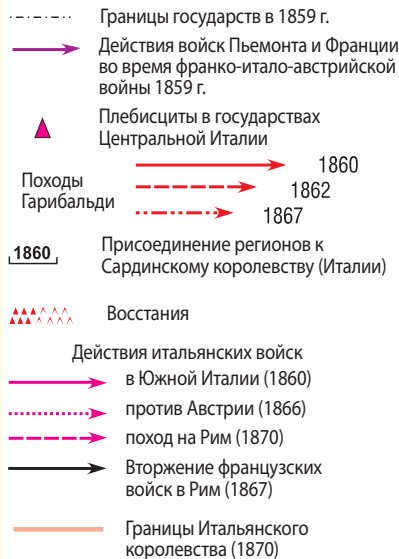 Границы государств в 1859 г.
Действия войск Пьемонта и Франции
во время франко-итало-австрийской
войны 1859 г.
Плебисциты в государствах
Центральной Италии
Походы
Гарибальди
1860
1862
1867
1860
Присоединение регионов к
Сардинскому королевству (Италии)
Восстания
Действия итальянских войск
в Южной Италии (1860)
против Австрии (1866)
поход на Рим (1870)
Вторжение французских
войск в Рим (1867)
Границы Итальянского
королевства (1870)